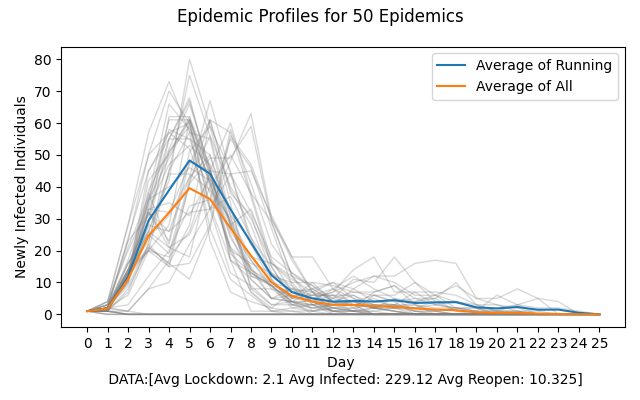 Epidemic Profiles for 50 Epidemics
80
70
60
50
40
30
20
10
0
Newly Infected Individuals
Average of Running
Average of All
0 1 2 3 4 5 6 7 8 9 10 11 12 13 14 15 16 17 18 19 20 21 22 23 24 25
Day
DATA:[Avg Lockdown: 2.1 Avg Infected: 229.12 Avg Reopen: 10.325]